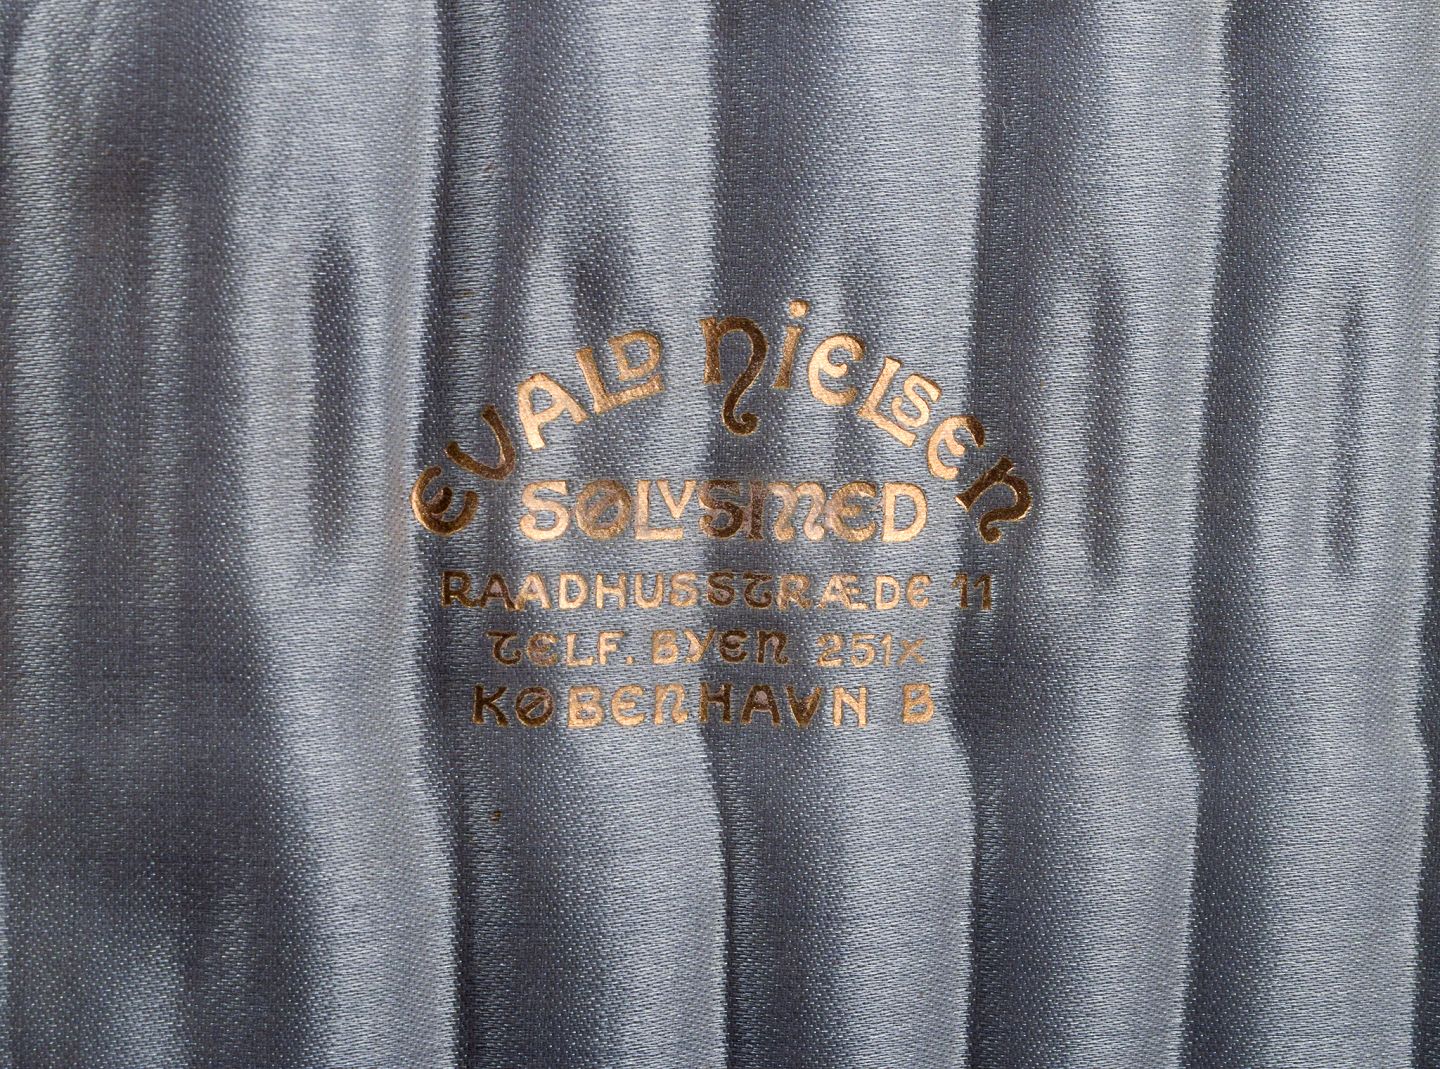 EVALD NIELSEN
SØLVSMED
RAADHUSSTRÆDE 11
TELF. BYEN 251X
KØBENHAVN B